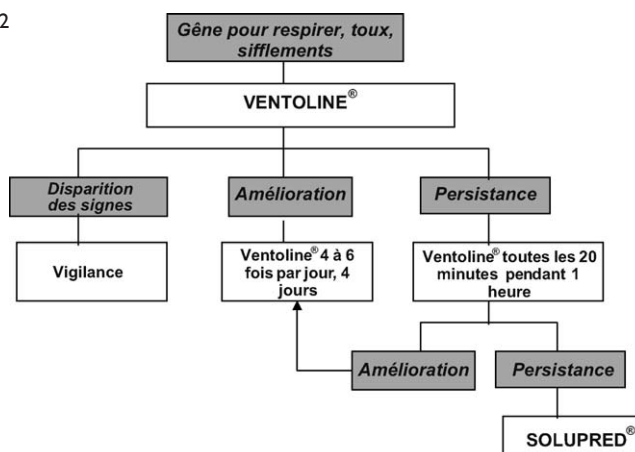 2
Gêne pour respirer, toux,
sifflements
VENTOLINE®
Disparition
des signes
Amélioration
Persistance
Vigilance
Ventoline® 4 à 6
fois par jour, 4
jours
Ventoline® toutes les 20
minutes pendant 1
heure
Amélioration
Persistance
SOLUPRED®